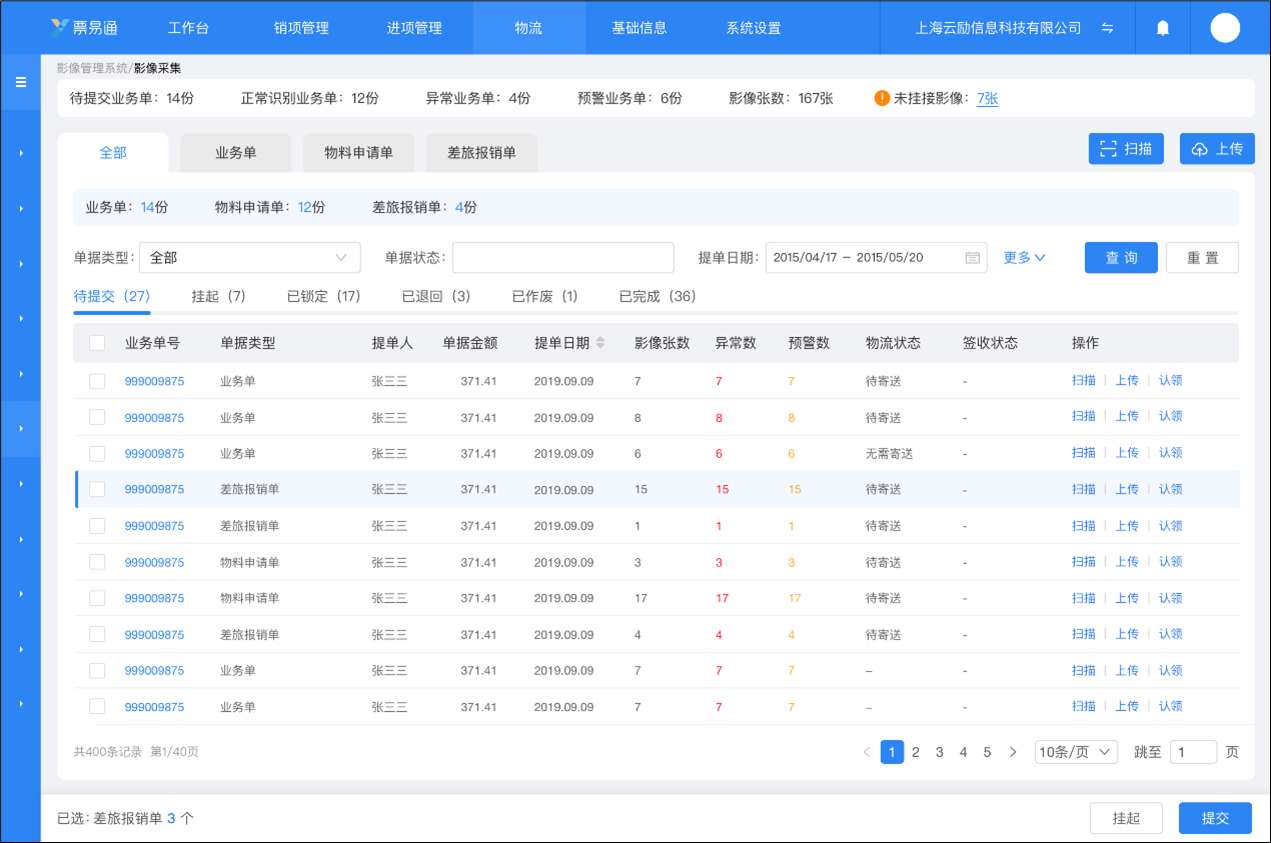 票易通 工作台 销项管理 进项管理 物流 基础信息 系统设置 上海云励信息科技有限公司
影像管理系统/影像采集
待提交业务单：14份 正常识别业务单：12份 异常业务单：4份 预警业务单：6份 影像张数：167张 未挂接影像：7张
全部 业务单 物料申请单 差旅报销单 扫描 上传
业务单：14份 物料申请单：12份 差旅报销单：4份
单据类型: 全部 单据状态: 提单日期: 2015/04/17 – 2015/05/20 更多 查 询 重 置
待提交 (27) 挂起 (7) 已锁定 (17) 已退回 (3) 已作废 (1) 已完成 (36)
业务单号 单据类型 提单人 单据金额 提单日期 影像张数 异常数 预警数 物流状态 签收状态 操作
999009875 业务单 张三三 371.41 2019.09.09 7 7 7 待寄送 - 扫描 上传 认领
999009875 业务单 张三三 371.41 2019.09.09 8 8 8 待寄送 - 扫描 上传 认领
999009875 业务单 张三三 371.41 2019.09.09 6 6 6 无需寄送 - 扫描 上传 认领
999009875 差旅报销单 张三三 371.41 2019.09.09 15 15 15 待寄送 - 扫描 上传 认领
999009875 差旅报销单 张三三 371.41 2019.09.09 1 1 1 待寄送 - 扫描 上传 认领
999009875 物料申请单 张三三 371.41 2019.09.09 3 3 3 待寄送 - 扫描 上传 认领
999009875 物料申请单 张三三 371.41 2019.09.09 17 17 17 待寄送 - 扫描 上传 认领
999009875 差旅报销单 张三三 371.41 2019.09.09 4 4 4 待寄送 - 扫描 上传 认领
999009875 业务单 张三三 371.41 2019.09.09 7 7 7 – - 扫描 上传 认领
999009875 业务单 张三三 371.41 2019.09.09 7 7 7 – - 扫描 上传 认领
共400条记录 第1/40页 1 2 3 4 5 10条/页 跳至 1 页
已选: 差旅报销单 3 个 挂起 提交